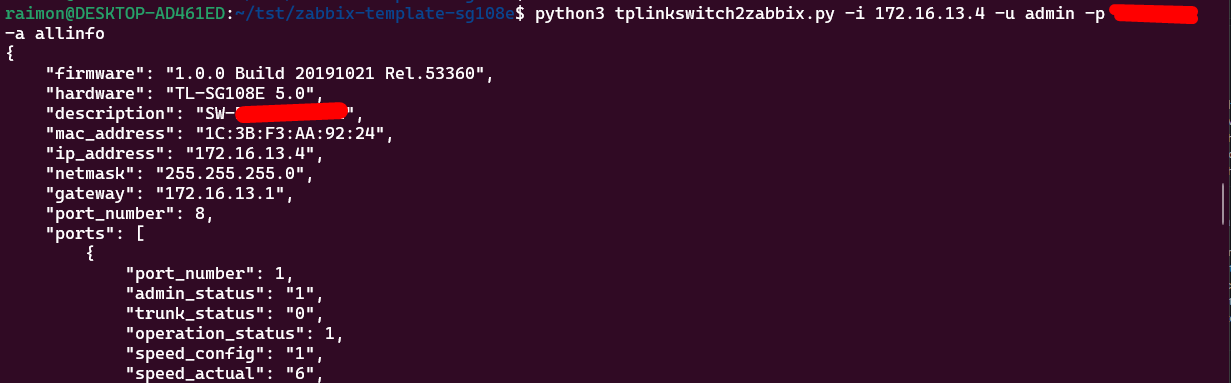 raimon@DESKTOP-AD461ED:~/tst/zabbix-template-sg108e$ python3 tplinkswitch2zabbix.py -i 172.16.13.4 -u admin -p
-a allinfo
{
    "firmware": "1.0.0 Build 20191021 Rel.53360",
    "hardware": "TL-SG108E 5.0",
    "description": "SW-",
    "mac_address": "1C:3B:F3:AA:92:24",
    "ip_address": "172.16.13.4",
    "netmask": "255.255.255.0",
    "gateway": "172.16.13.1",
    "port_number": 8,
    "ports": [
        {
            "port_number": 1,
            "admin_status": "1",
            "trunk_status": "0",
            "operation_status": 1,
            "speed_config": "1",
            "speed_actual": "6",